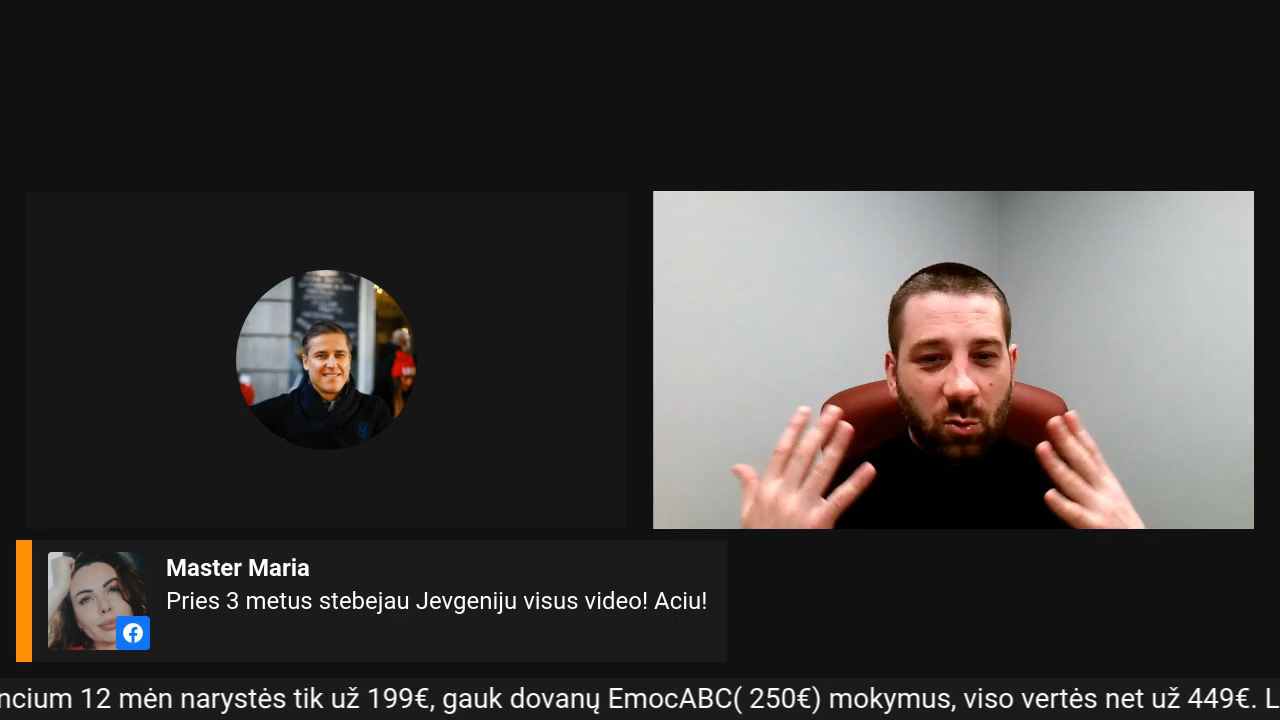 Master Maria
Pries 3 metus stebejau Jevgeniju visus video! Aciu!
ncium 12 mėn narystės tik už 199€, gauk dovanų EmocABC( 250€) mokymus, viso vertės net už 449€. L